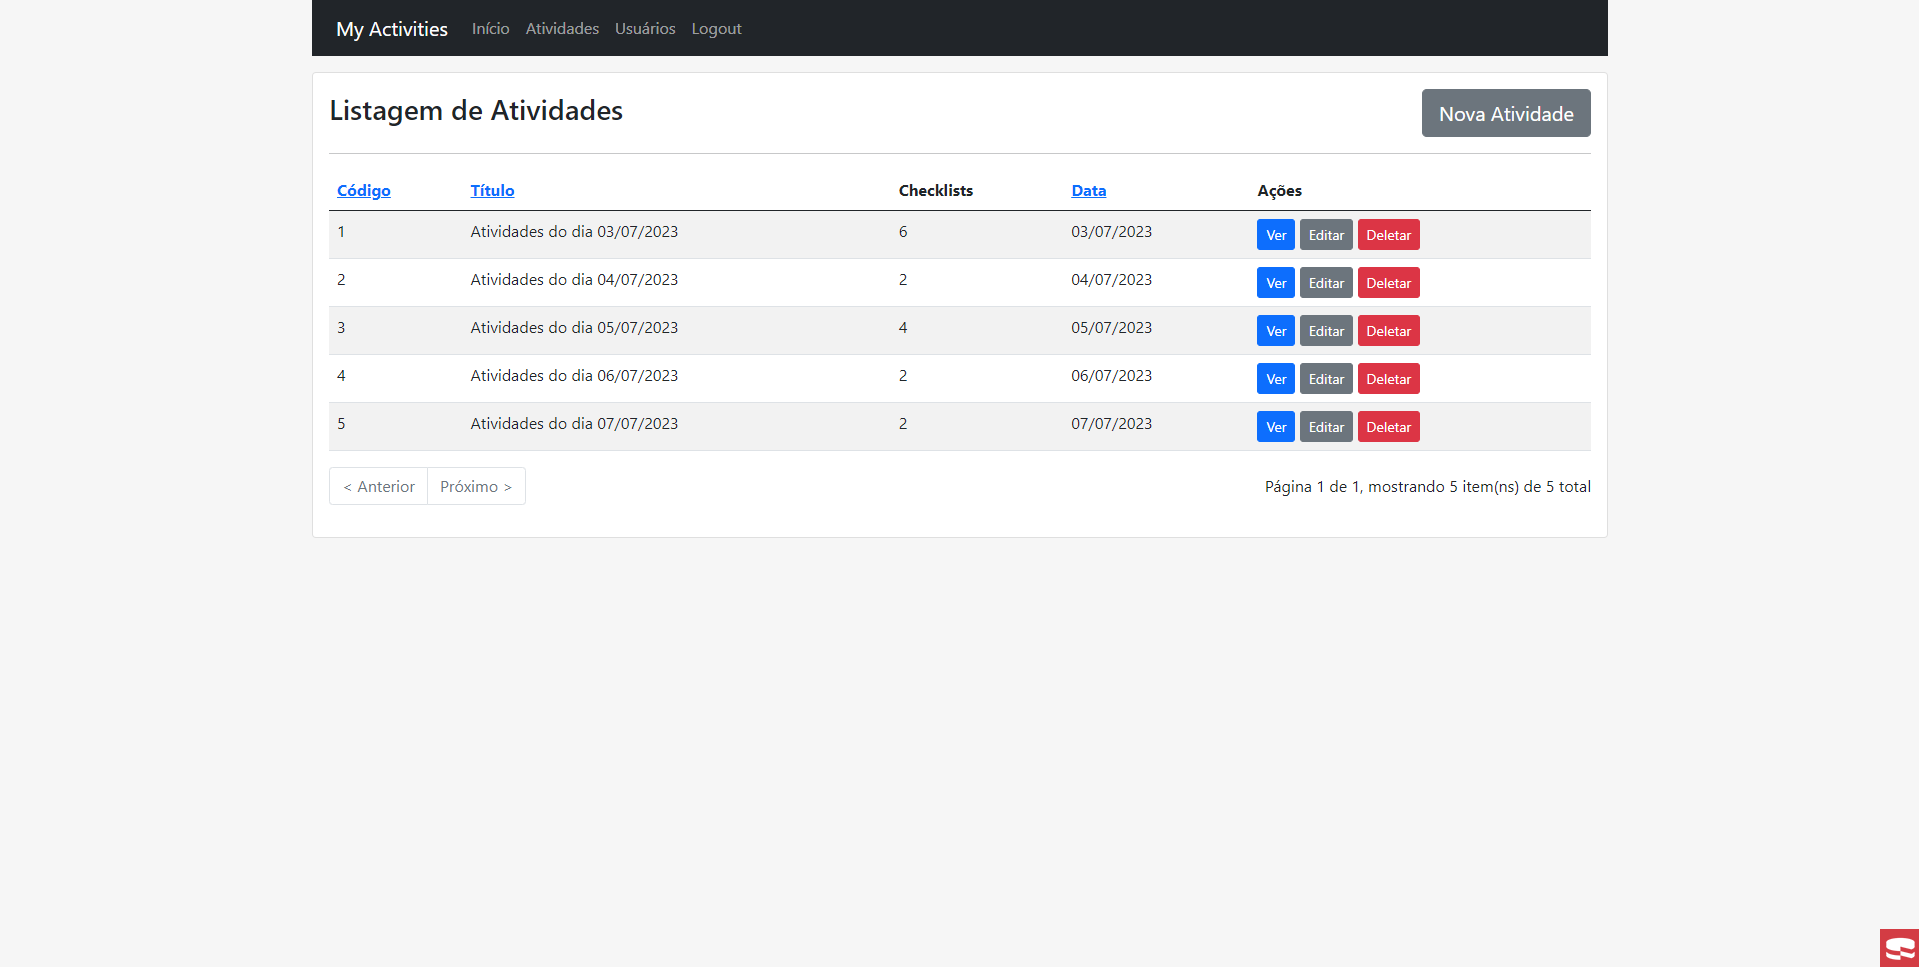 My Activities Início Atividades Usuários Logout
Listagem de Atividades Nova Atividade
Código Título Checklists Data Ações
1 Atividades do dia 03/07/2023 6 03/07/2023 Ver Editar Deletar
2 Atividades do dia 04/07/2023 2 04/07/2023 Ver Editar Deletar
3 Atividades do dia 05/07/2023 4 05/07/2023 Ver Editar Deletar
4 Atividades do dia 06/07/2023 2 06/07/2023 Ver Editar Deletar
5 Atividades do dia 07/07/2023 2 07/07/2023 Ver Editar Deletar
< Anterior Próximo > Página 1 de 1, mostrando 5 item(ns) de 5 total